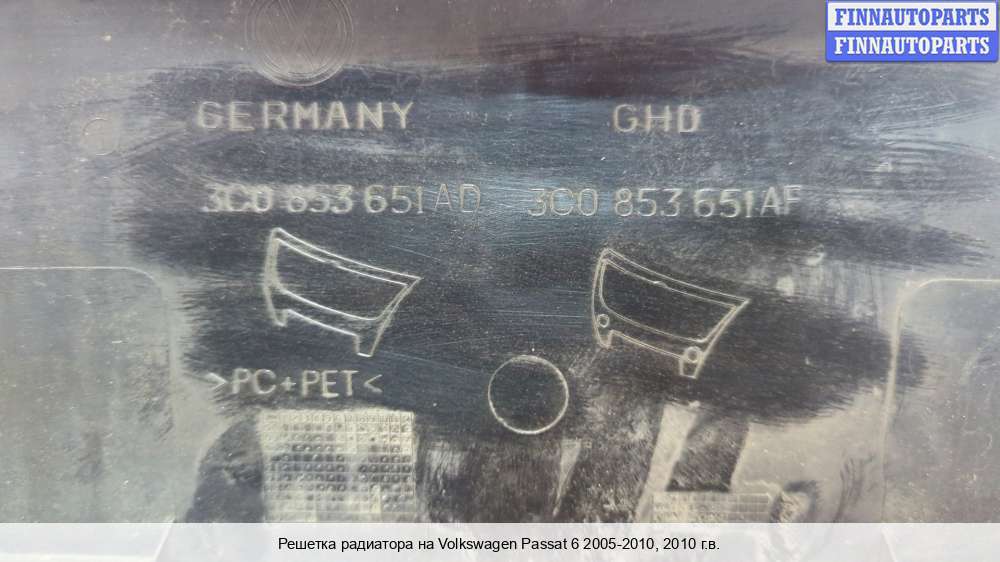 FINNAUTOPARTS
FINNAUTOPARTS
GERMANY GHD
3C0 853 651 AD 3C0 853 651 AF
>PC+PET<
Решетка радиатора на Volkswagen Passat 6 2005-2010, 2010 г.в.